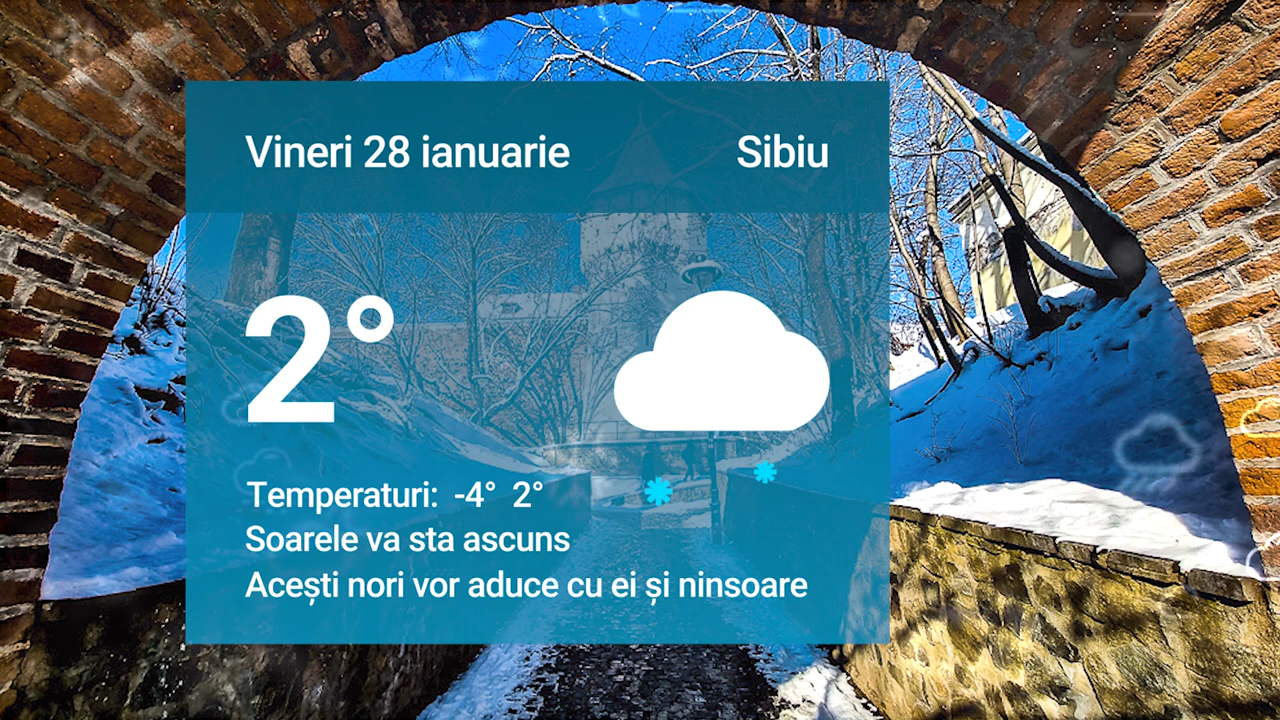 Vineri 28 ianuarie Sibiu
2°
Temperaturi: -4° 2°
Soarele va sta ascuns
Acești nori vor aduce cu ei și ninsoare